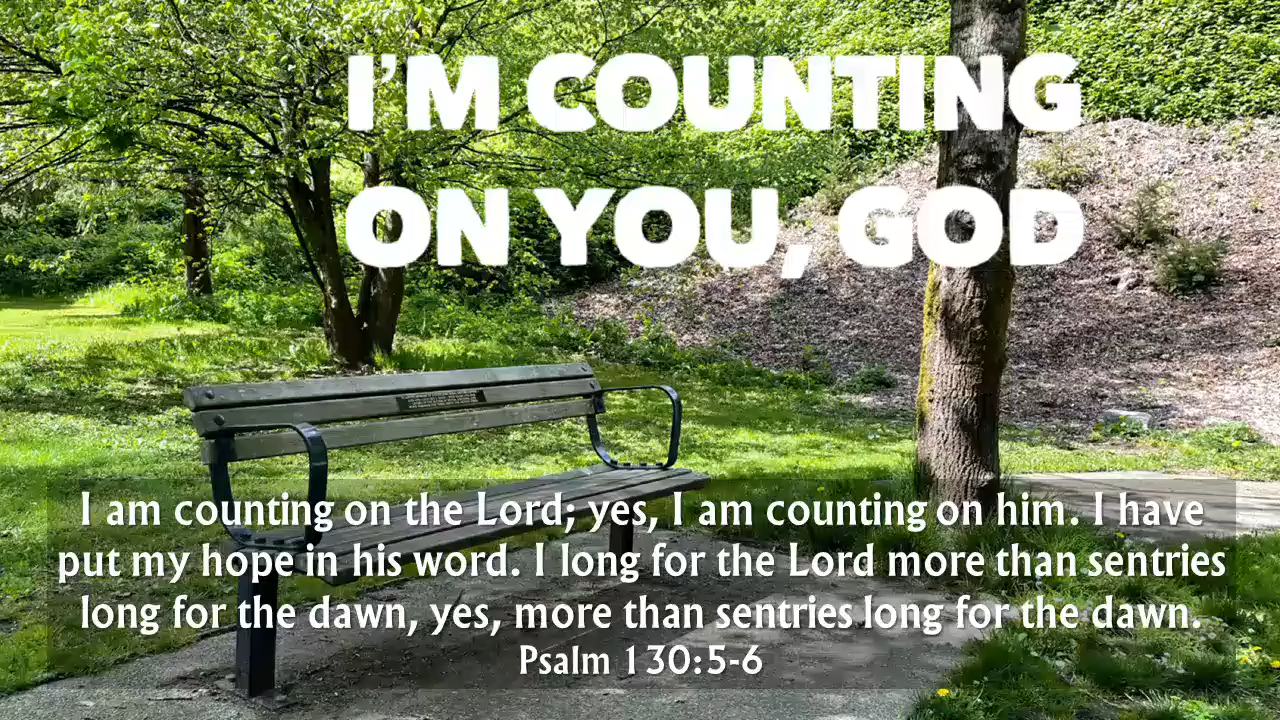 I'M COUNTING
ON YOU, GOD
I am counting on the Lord; yes, I am counting on him. I have
put my hope in his word. I long for the Lord more than sentries
long for the dawn, yes, more than sentries long for the dawn.
Psalm 130:5-6